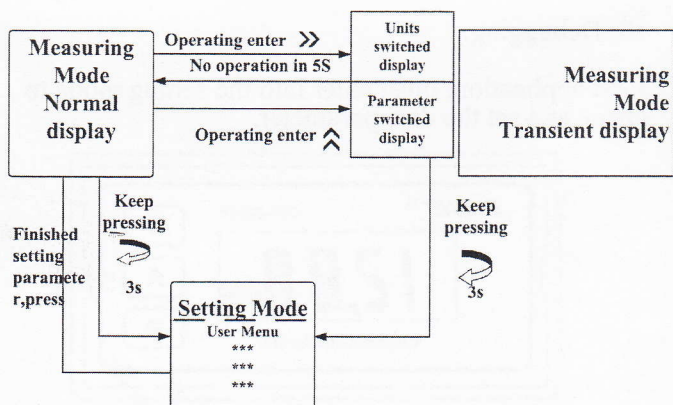 Measuring
Mode
Normal
display
Operating enter
No operation in 5S
Operating enter
Units
switched
display
Parameter
switched
display
Measuring
Mode
Transient display
Keep
pressing
3s
Keep
pressing
3s
Finished
setting
paramete
r,press
Setting Mode
User Menu
***
***
***